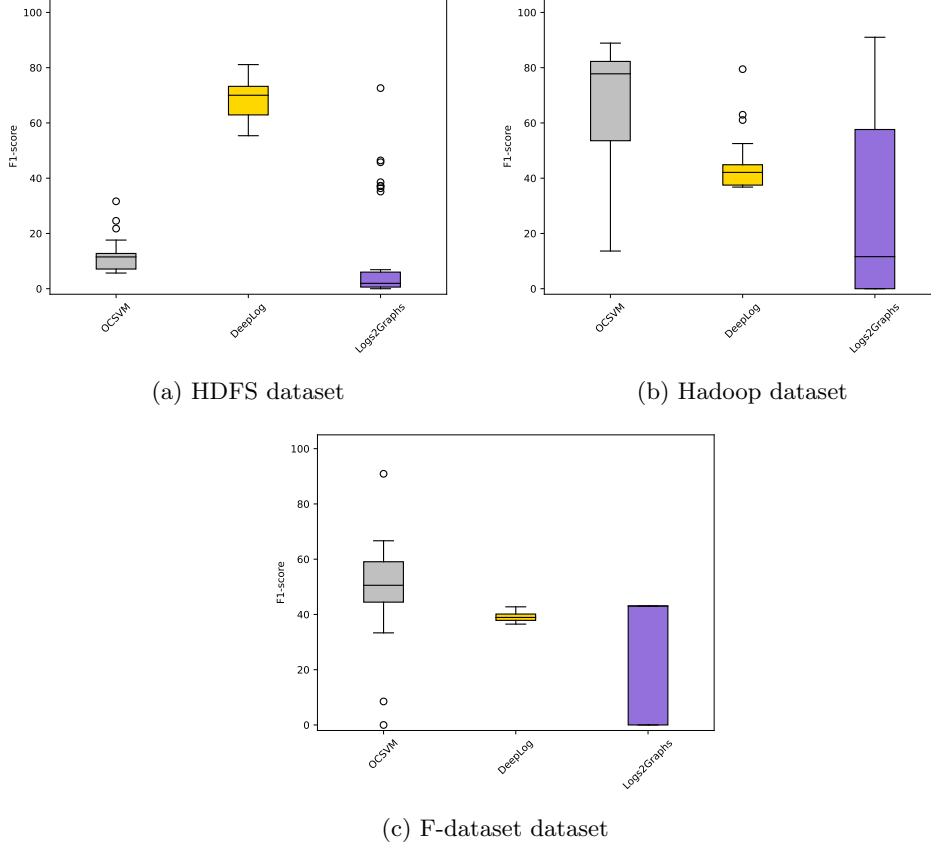 100
80
60
40
20
0
F1-score
OCSVM
DeepLog
Logs2Graphs
(a) HDFS dataset
100
80
60
40
20
0
F1-score
OCSVM
DeepLog
Logs2Graphs
(b) Hadoop dataset
100
80
60
40
20
0
F1-score
OCSVM
DeepLog
Logs2Graphs
(c) F-dataset dataset